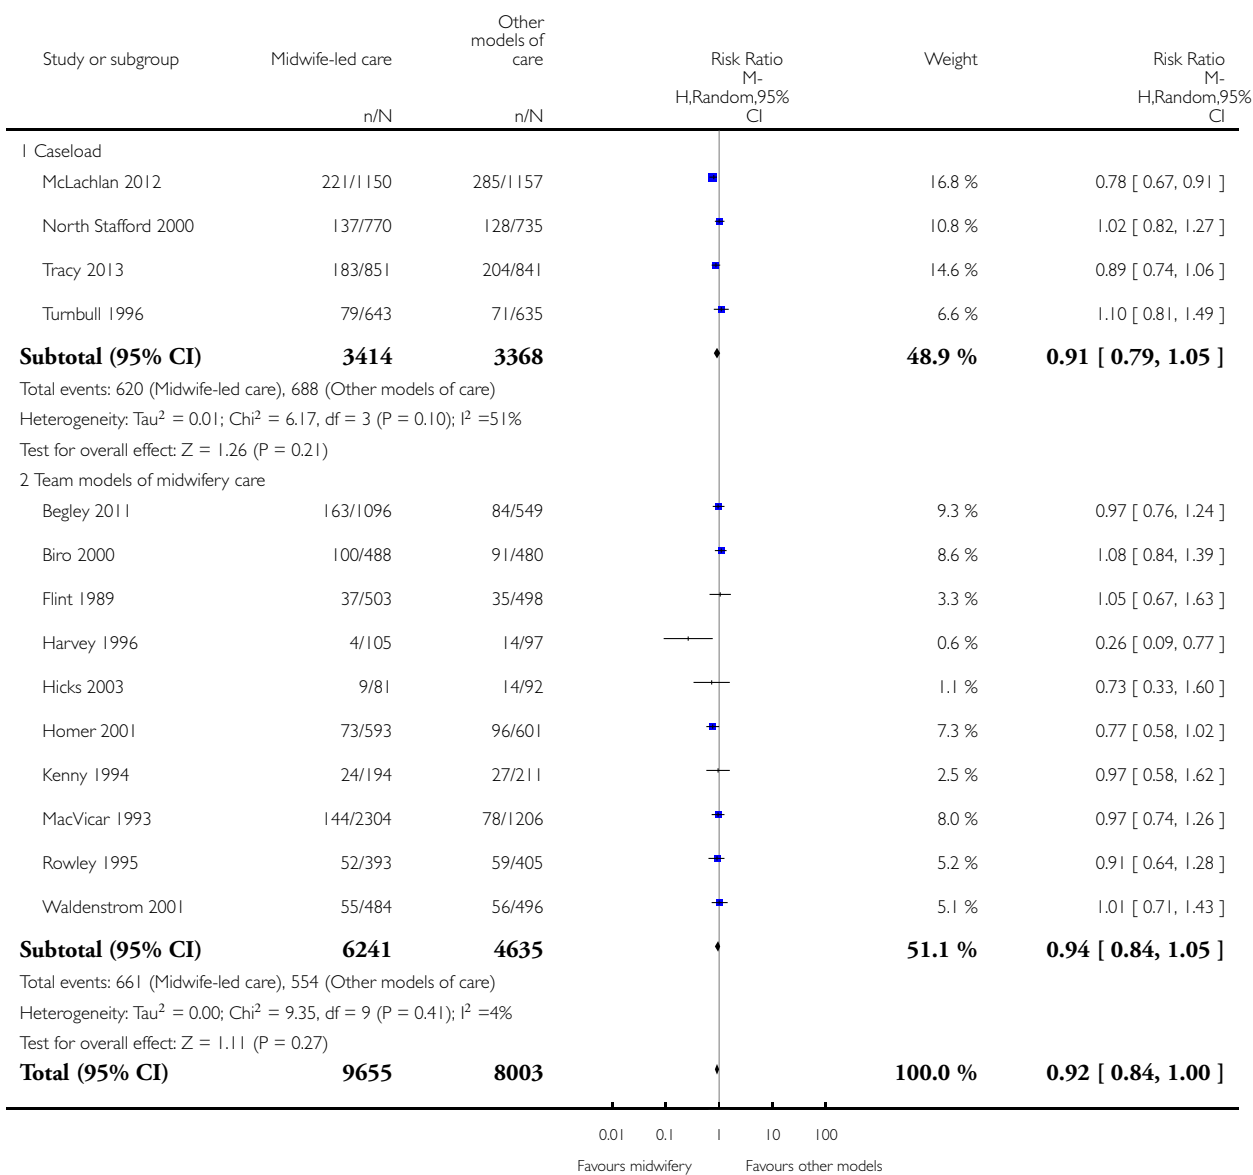 Study or subgroup Midwife-led care Other models of care Risk Ratio Weight Risk Ratio
n/N n/N M-H,Random,95% CI M-H,Random,95% CI
1 Caseload
McLachlan 2012 221/1150 285/1157 16.8 % 0.78 [ 0.67, 0.91 ]
North Stafford 2000 137/770 128/735 10.8 % 1.02 [ 0.82, 1.27 ]
Tracy 2013 183/851 204/841 14.6 % 0.89 [ 0.74, 1.06 ]
Turnbull 1996 79/643 71/635 6.6 % 1.10 [ 0.81, 1.49 ]
Subtotal (95% CI) 3414 3368 48.9 % 0.91 [ 0.79, 1.05 ]
Total events: 620 (Midwife-led care), 688 (Other models of care)
Heterogeneity: Tau² = 0.01; Chi² = 6.17, df = 3 (P = 0.10); I² =51%
Test for overall effect: Z = 1.26 (P = 0.21)
2 Team models of midwifery care
Begley 2011 163/1096 84/549 9.3 % 0.97 [ 0.76, 1.24 ]
Biro 2000 100/488 91/480 8.6 % 1.08 [ 0.84, 1.39 ]
Flint 1989 37/503 35/498 3.3 % 1.05 [ 0.67, 1.63 ]
Harvey 1996 4/105 14/97 0.6 % 0.26 [ 0.09, 0.77 ]
Hicks 2003 9/81 14/92 1.1 % 0.73 [ 0.33, 1.60 ]
Homer 2001 73/593 96/601 7.3 % 0.77 [ 0.58, 1.02 ]
Kenny 1994 24/194 27/211 2.5 % 0.97 [ 0.58, 1.62 ]
MacVicar 1993 144/2304 78/1206 8.0 % 0.97 [ 0.74, 1.26 ]
Rowley 1995 52/393 59/405 5.2 % 0.91 [ 0.64, 1.28 ]
Waldenstrom 2001 55/484 56/496 5.1 % 1.01 [ 0.71, 1.43 ]
Subtotal (95% CI) 6241 4635 51.1 % 0.94 [ 0.84, 1.05 ]
Total events: 661 (Midwife-led care), 554 (Other models of care)
Heterogeneity: Tau² = 0.00; Chi² = 9.35, df = 9 (P = 0.41); I² =4%
Test for overall effect: Z = 1.11 (P = 0.27)
Total (95% CI) 9655 8003 100.0 % 0.92 [ 0.84, 1.00 ]
0.01 0.1 1 10 100
Favours midwifery Favours other models